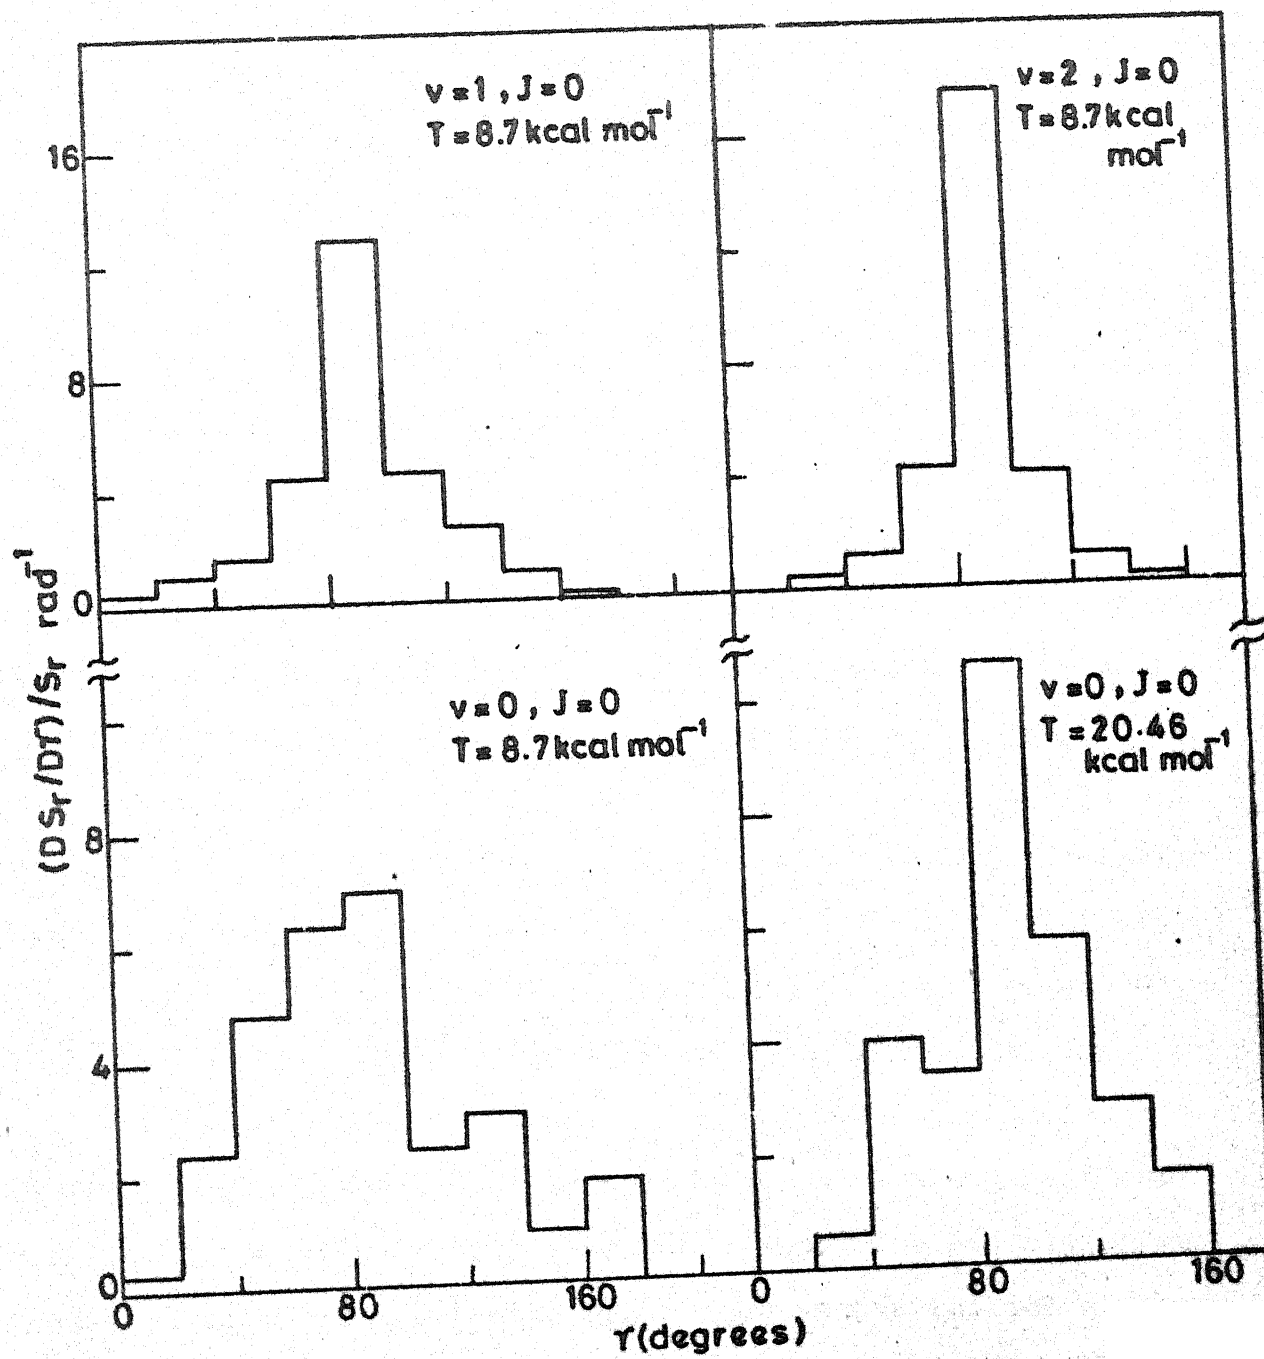 v=1, J=0
T=8.7 kcal mol⁻¹
v=2, J=0
T=8.7 kcal
mol⁻¹
16
8
0
(DSr/Dϒ)/Sr rad⁻¹
v=0, J=0
T=8.7 kcal mol⁻¹
v=0, J=0
T=20.46
kcal mol⁻¹
8
4
0
0 80 160 0 80 160
ϒ(degrees)